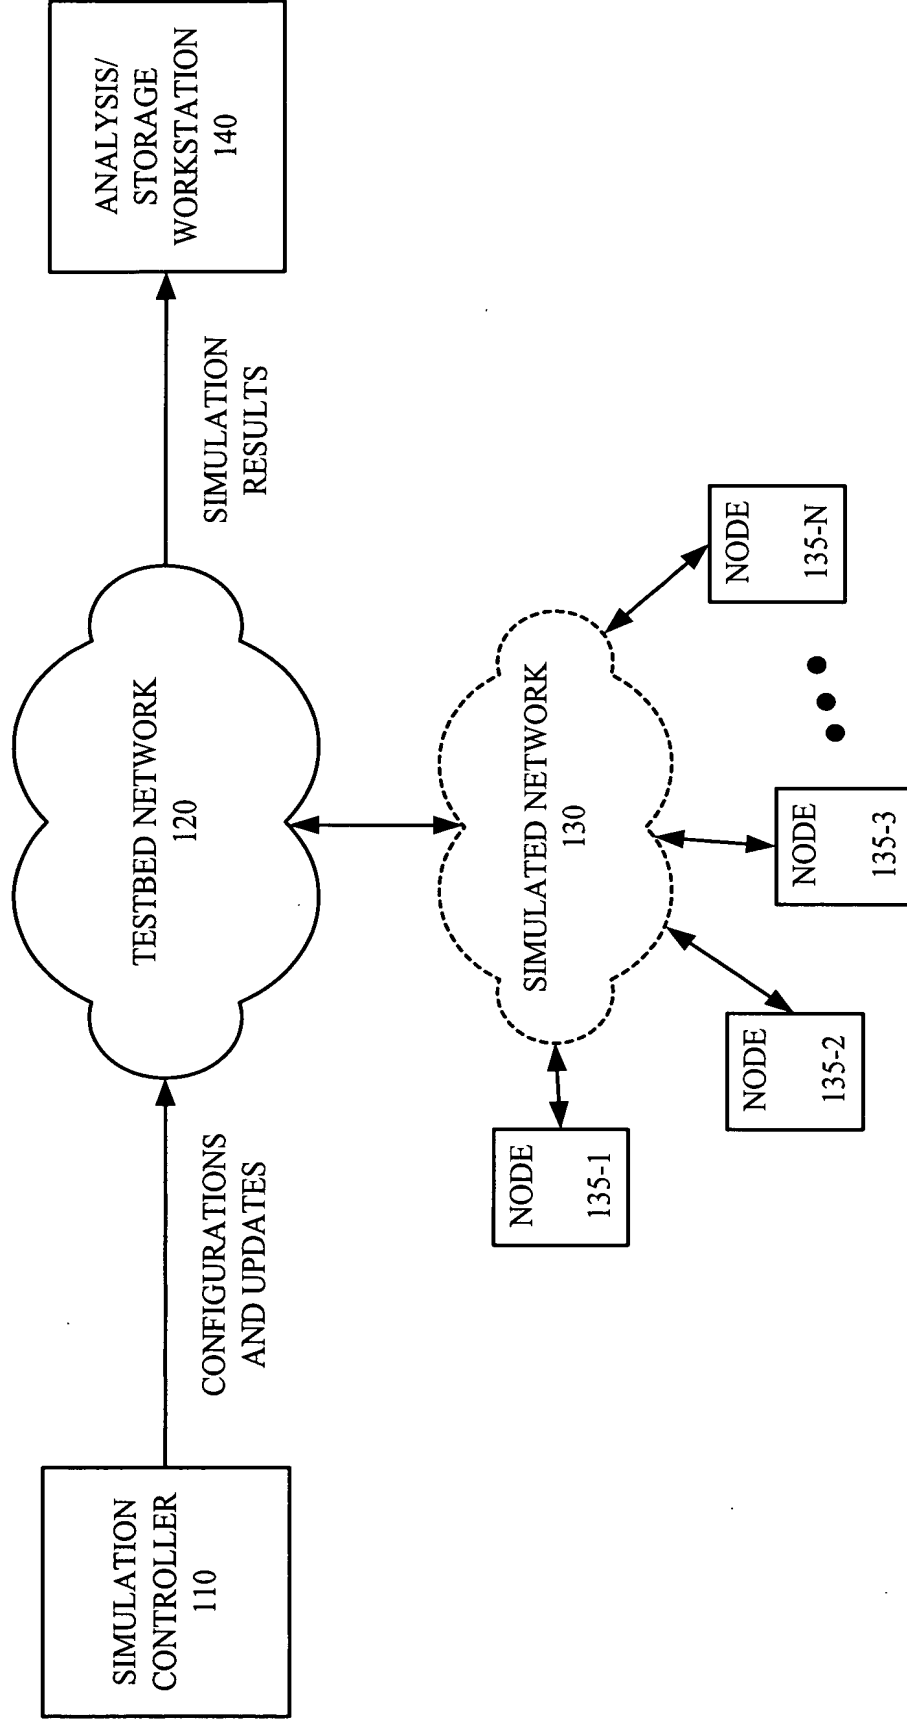 SIMULATION
CONTROLLER
110
CONFIGURATIONS
AND UPDATES
TESTBED NETWORK
120
SIMULATION
RESULTS
ANALYSIS/
STORAGE
WORKSTATION
140
SIMULATED NETWORK
130
NODE
135-1
NODE
135-2
NODE
135-3
NODE
135-N